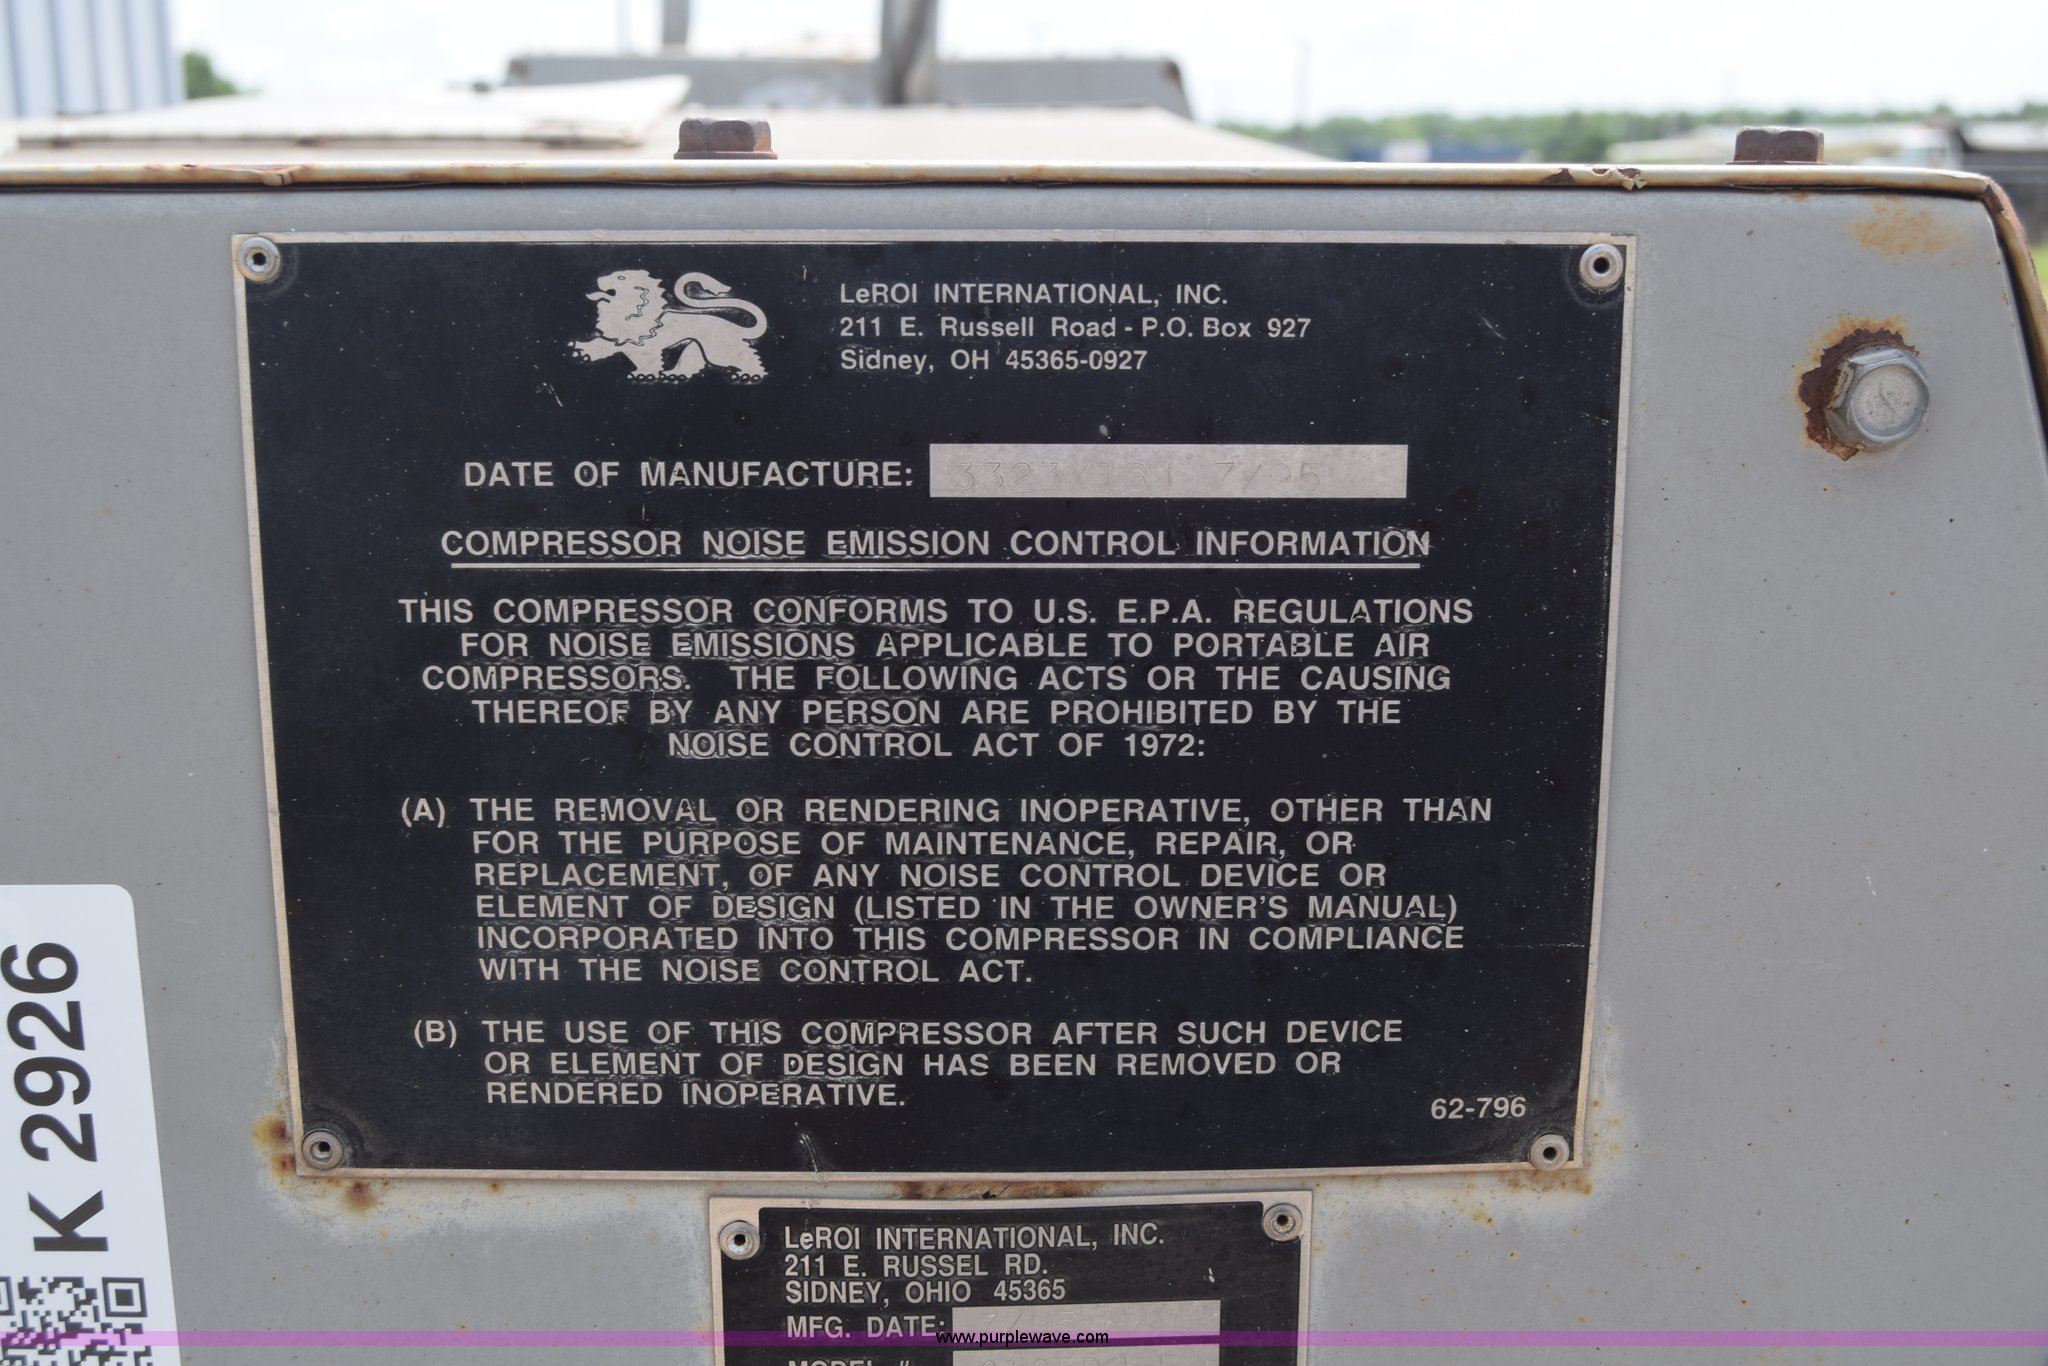 LeROI INTERNATIONAL, INC.
211 E. Russell Road - P.O. Box 927
Sidney, OH 45365-0927
DATE OF MANUFACTURE: 3323X164 7/95
COMPRESSOR NOISE EMISSION CONTROL INFORMATION
THIS COMPRESSOR CONFORMS TO U.S. E.P.A. REGULATIONS
FOR NOISE EMISSIONS APPLICABLE TO PORTABLE AIR
COMPRESSORS. THE FOLLOWING ACTS OR THE CAUSING
THEREOF BY ANY PERSON ARE PROHIBITED BY THE
NOISE CONTROL ACT OF 1972:
(A) THE REMOVAL OR RENDERING INOPERATIVE, OTHER THAN
FOR THE PURPOSE OF MAINTENANCE, REPAIR, OR
REPLACEMENT, OF ANY NOISE CONTROL DEVICE OR
ELEMENT OF DESIGN (LISTED IN THE OWNER'S MANUAL)
INCORPORATED INTO THIS COMPRESSOR IN COMPLIANCE
WITH THE NOISE CONTROL ACT.
(B) THE USE OF THIS COMPRESSOR AFTER SUCH DEVICE
OR ELEMENT OF DESIGN HAS BEEN REMOVED OR
RENDERED INOPERATIVE.
62-796
K 2926
LeROI INTERNATIONAL, INC.
211 E. RUSSEL RD.
SIDNEY, OHIO 45365
MFG. DATE:
MODEL #
www.purplewave.com